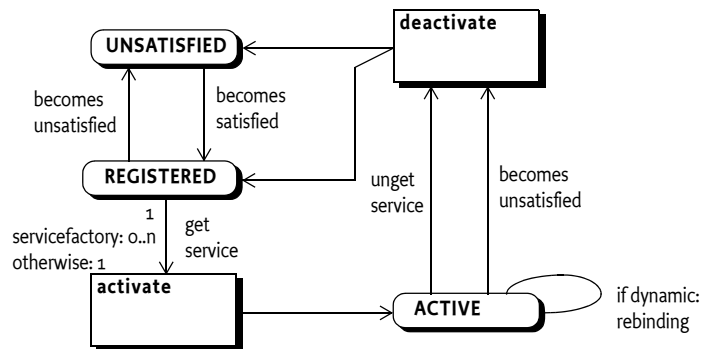 deactivate
UNSATISFIED
becomes
unsatisfied
becomes
satisfied
REGISTERED
unget
service
becomes
unsatisfied
1
get
service
servicefactory: 0..n
otherwise: 1
activate
ACTIVE
if dynamic:
rebinding